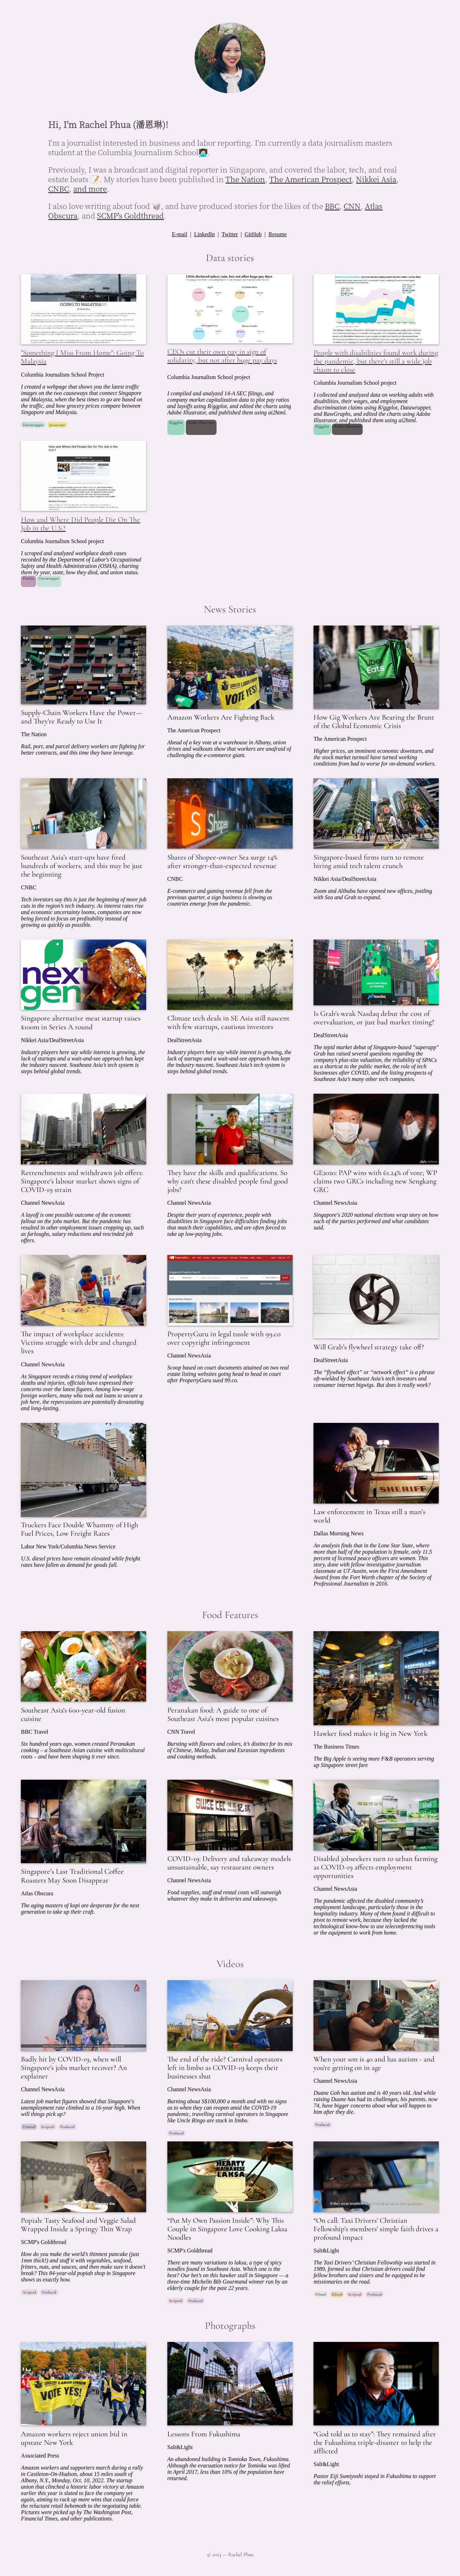 Hi, I'm Rachel Phua (潘恩琳)!
I'm a journalist interested in business and labor reporting. I'm currently a data journalism masters
student at the Columbia Journalism School
Previously, I was a broadcast and digital reporter in Singapore, and covered the labor, tech, and real
estate beats. My stories have been published in The Nation, The American Prospect, Nikkei Asia,
CNBC, and more.
I also love writing about food, and have produced stories for the likes of the BBC, CNN, Atlas
Obscura, and SCMP's Goldthread.
E-mail | LinkedIn | Twitter | GitHub | Resume
Data stories
GOING TO MALAYSIA
"Something I Miss From Home": Going To
Malaysia
Columbia Journalism School Project
I created a webpage that shows you the latest traffic
images on the two causeways that connect Singapore
and Malaysia, when the best times are to go based on
the traffic, and how grocery prices compare between
Singapore and Malaysia.
Datawrapper Javascript
CEOs cut their own pay in sign of
solidarity, but not after huge pay days
Columbia Journalism School project
I compiled and analyzed 14-A SEC filings, and
company market capitalization data to get pay ratios
and layoffs using R/ggplot, and edited the charts using
Adobe Illustrator, and published them using ai2html.
R/ggplot
People with disabilities found work during
the pandemic, but there's still a wide job
chasm to close
Columbia Journalism School project
I collected and analyzed data on working adults with
disabilities, their wages, and employment
discrimination claims using R/ggplot, Datawrapper,
and RawGraphs, and edited the charts using Adobe
Illustrator, and published them using ai2html.
R/ggplot
How and Where Did People Die On The
Job in the U.S.?
Columbia Journalism School project
I scraped and analyzed workplace death cases
recorded by the Department of Labor's Occupational
Safety and Health Administration (OSHA), charting
them by year, state, how they died, and union status.
Pandas Datawrapper
News Stories
Supply-Chain Workers Have the Power—
and They're Ready to Use It
The Nation
Rail, port, and parcel delivery workers are fighting for
better contracts, and this time they have leverage.
VOTE YES!
Amazon Workers Are Fighting Back
The American Prospect
Ahead of a key vote at a warehouse in Albany, union
drives and walkouts show that workers are unafraid of
challenging the e-commerce giant.
Uber
Eats
How Gig Workers Are Bearing the Brunt
of the Global Economic Crisis
The American Prospect
Higher prices, an imminent economic downturn, and
the stock market turmoil have turned working
conditions from bad to worse for on-demand workers.
Southeast Asia's start-ups have fired
hundreds of workers, and this may be just
the beginning
CNBC
Tech investors say this is just the beginning of more job
cuts in the region's tech industry. As interest rates rise
and economic uncertainty looms, companies are now
being forced to focus on profitability instead of
growing as quickly as possible.
Shopee
Shares of Shopee-owner Sea surge 14%
after stronger-than-expected revenue
CNBC
E-commerce and gaming revenue fell from the
previous quarter, a sign business is slowing as
countries emerge from the pandemic.
Singapore-based firms turn to remote
hiring amid tech talent crunch
Nikkei Asia/DealStreetAsia
Zoom and Alibaba have opened new offices, jostling
with Sea and Grab to expand.
next
gen
Singapore alternative meat startup raises
$100m in Series A round
Nikkei Asia/DealStreetAsia
Industry players here say while interest is growing, the
lack of startups and a wait-and-see approach has kept
the industry nascent. Southeast Asia's tech system is
steps behind global trends.
Climate tech deals in SE Asia still nascent
with few startups, cautious investors
DealStreetAsia
Industry players here say while interest is growing, the
lack of startups and a wait-and-see approach has kept
the industry nascent. Southeast Asia's tech system is
steps behind global trends.
Is Grab's weak Nasdaq debut the cost of
overvaluation, or just bad market timing?
DealStreetAsia
The tepid market debut of Singapore-based "superapp"
Grab has raised several questions regarding the
company's plus-size valuation, the reliability of SPACs
as a shortcut to the public market, the role of tech
businesses after COVID, and the listing prospects of
Southeast Asia's many other tech companies.
Retrenchments and withdrawn job offers:
Singapore's labour market shows signs of
COVID-19 strain
Channel NewsAsia
A layoff is one possible outcome of the economic
fallout on the jobs market. But the pandemic has
resulted in other employment issues cropping up, such
as furloughs, salary reductions and rescinded job
offers.
They have the skills and qualifications. So
why can't these disabled people find good
jobs?
Channel NewsAsia
Despite their years of experience, people with
disabilities in Singapore face difficulties finding jobs
that match their capabilities, and are often forced to
take up low-paying jobs.
GE2020: PAP wins with 61.24% of vote; WP
claims two GRCs including new Sengkang
GRC
Channel NewsAsia
Singapore's 2020 national elections wrap story on how
each of the parties performed and what candidates
said.
The impact of workplace accidents:
Victims struggle with debt and changed
lives
Channel NewsAsia
As Singapore records a rising trend of workplace
deaths and injuries, officials have expressed their
concerns over the latest figures. Among low-wage
foreign workers, many who took out loans to secure a
job here, the repercussions are potentially devastating
and long-lasting.
PropertyGuru in legal tussle with 99.co
over copyright infringement
Channel NewsAsia
Scoop based on court documents attained on two real
estate listing websites going head to head in court
after PropertyGuru sued 99.co.
Will Grab's flywheel strategy take off?
DealStreetAsia
The "flywheel effect" or "network effect" is a phrase
oft-wielded by Southeast Asia's tech investors and
consumer internet bigwigs. But does it really work?
Truckers Face Double Whammy of High
Fuel Prices, Low Freight Rates
Labor New York/Columbia News Service
U.S. diesel prices have remain elevated while freight
rates have fallen as demand for goods fall.
SHERIFF
Law enforcement in Texas still a man's
world
Dallas Morning News
An analysis finds that in the Lone Star State, where
more than half of the population is female, only 11.5
percent of licensed peace officers are women. This
story, done with fellow investigative journalism
classmate at UT Austin, won the First Amendment
Award from the Fort Worth chapter of the Society of
Professional Journalists in 2016.
Food Features
Southeast Asia's 600-year-old fusion
cuisine
BBC Travel
Six hundred years ago, women created Peranakan
cooking – a Southeast Asian cuisine with multicultural
roots – and have been shaping it ever since.
Peranakan food: A guide to one of
Southeast Asia's most popular cuisines
CNN Travel
Bursting with flavors and colors, it's distinct for its mix
of Chinese, Malay, Indian and Eurasian ingredients
and cooking methods.
Hawker food makes it big in New York
The Business Times
The Big Apple is seeing more F&B operators serving
up Singapore street fare
Singapore's Last Traditional Coffee
Roasters May Soon Disappear
Atlas Obscura
The aging masters of kopi are desperate for the next
generation to take up their craft.
SWEE KEE
COVID-19: Delivery and takeaway models
unsustainable, say restaurant owners
Channel NewsAsia
Food supplies, staff and rental costs will outweigh
whatever they make in deliveries and takeaways.
Disabled jobseekers turn to urban farming
as COVID-19 affects employment
opportunities
Channel NewsAsia
The pandemic affected the disabled community's
employment landscape, particularly those in the
hospitality industry. Many of them found it difficult to
pivot to remote work, because they lacked the
technological know-how to use teleconferencing tools
or the equipment to work from home.
Videos
Badly hit by COVID-19, when will
Singapore's jobs market recover? An
explainer
Channel NewsAsia
Latest job market figures showed that Singapore's
unemployment rate climbed to a 16-year high. When
will things pick up?
Fronted Scripted Produced
The end of the ride? Carnival operators
left in limbo as COVID-19 keeps their
businesses shut
Channel NewsAsia
Burning about S$100,000 a month and with no signs
as to when they can reopen amid the COVID-19
pandemic, travelling carnival operators in Singapore
like Uncle Ringo are stuck in limbo.
Produced
When your son is 40 and has autism - and
you're getting on in age
Channel NewsAsia
Duane Goh has autism and is 40 years old. And while
raising Duane has had its challenges, his parents, now
74, have bigger concerns about what will happen to
him after they die.
Produced
Popiah: Tasty Seafood and Veggie Salad
Wrapped Inside a Springy Thin Wrap
SCMP's Goldthread
How do you make the world's thinnest pancake (just
1mm thick!) and stuff it with vegetables, seafood,
fritters, nuts, and sauces, and then make sure it doesn't
break? This 84-year-old popiah shop in Singapore
shows us exactly how.
Scripted Produced
HEARTY
HAINANESE
LAKSA
"Put My Own Passion Inside": Why This
Couple in Singapore Love Cooking Laksa
Noodles
SCMP's Goldthread
There are many variations to laksa, a type of spicy
noodles found in Southeast Asia. Which one is the
best? Our bet's on this hawker stall in Singapore — a
three-time Michelin Bib Gourmand winner run by an
elderly couple for the past 22 years.
Scripted Produced
"On call: Taxi Drivers' Christian
Fellowship's members' simple faith drives a
profound impact
Salt&Light
The Taxi Drivers' Christian Fellowship was started in
1989, formed so that Christian drivers could find
fellow brothers and sisters and be equipped to be
missionaries on the road.
Filmed Edited Scripted Produced
Photographs
VOTE YES!
Amazon workers reject union bid in
upstate New York
Associated Press
Amazon workers and supporters march during a rally
in Castleton-On-Hudson, about 15 miles south of
Albany, N.Y., Monday, Oct. 10, 2022. The startup
union that clinched a historic labor victory at Amazon
earlier this year is slated to face the company yet
again, aiming to rack up more wins that could force
the reluctant retail behemoth to the negotiating table.
Pictures were picked up by The Washington Post,
Financial Times, and other publications.
Lessons From Fukushima
Salt&Light
An abandoned building in Tomioka Town, Fukushima.
Although the evacuation notice for Tomioka was lifted
in April 2017, less than 10% of the population have
returned.
"God told us to stay": They remained after
the Fukushima triple-disaster to help the
afflicted
Salt&Light
Pastor Eiji Sumiyoshi stayed in Fukushima to support
the relief efforts.
© 2023 — Rachel Phua